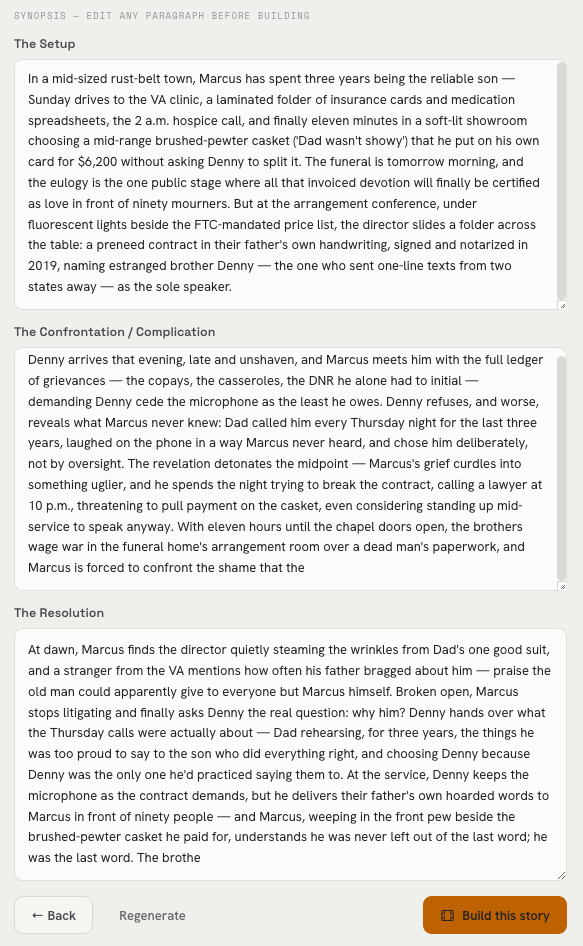 SYNOPSIS — EDIT ANY PARAGRAPH BEFORE BUILDING
The Setup
In a mid-sized rust-belt town, Marcus has spent three years being the reliable son —
Sunday drives to the VA clinic, a laminated folder of insurance cards and medication
spreadsheets, the 2 a.m. hospice call, and finally eleven minutes in a soft-lit showroom
choosing a mid-range brushed-pewter casket ('Dad wasn't showy') that he put on his own
card for $6,200 without asking Denny to split it. The funeral is tomorrow morning, and
the eulogy is the one public stage where all that invoiced devotion will finally be certified
as love in front of ninety mourners. But at the arrangement conference, under
fluorescent lights beside the FTC-mandated price list, the director slides a folder across
the table: a preneed contract in their father's own handwriting, signed and notarized in
2019, naming estranged brother Denny — the one who sent one-line texts from two
states away — as the sole speaker.
The Confrontation / Complication
Denny arrives that evening, late and unshaven, and Marcus meets him with the full ledger
of grievances — the copays, the casseroles, the DNR he alone had to initial —
demanding Denny cede the microphone as the least he owes. Denny refuses, and worse,
reveals what Marcus never knew: Dad called him every Thursday night for the last three
years, laughed on the phone in a way Marcus never heard, and chose him deliberately,
not by oversight. The revelation detonates the midpoint — Marcus's grief curdles into
something uglier, and he spends the night trying to break the contract, calling a lawyer at
10 p.m., threatening to pull payment on the casket, even considering standing up mid-
service to speak anyway. With eleven hours until the chapel doors open, the brothers
wage war in the funeral home's arrangement room over a dead man's paperwork, and
Marcus is forced to confront the shame that the
The Resolution
At dawn, Marcus finds the director quietly steaming the wrinkles from Dad's one good suit,
and a stranger from the VA mentions how often his father bragged about him — praise the
old man could apparently give to everyone but Marcus himself. Broken open, Marcus
stops litigating and finally asks Denny the real question: why him? Denny hands over what
the Thursday calls were actually about — Dad rehearsing, for three years, the things he
was too proud to say to the son who did everything right, and choosing Denny because
Denny was the only one he'd practiced saying them to. At the service, Denny keeps the
microphone as the contract demands, but he delivers their father's own hoarded words to
Marcus in front of ninety people — and Marcus, weeping in the front pew beside the
brushed-pewter casket he paid for, understands he was never left out of the last word; he
was the last word. The brothe
← Back
Regenerate
Build this story